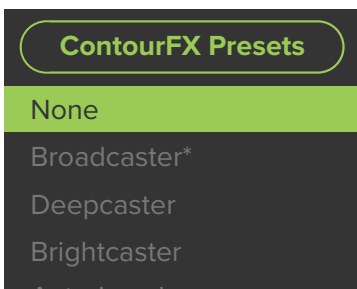 ContourFX Presets
None
Broadcaster*
Deepcaster
Brightcaster